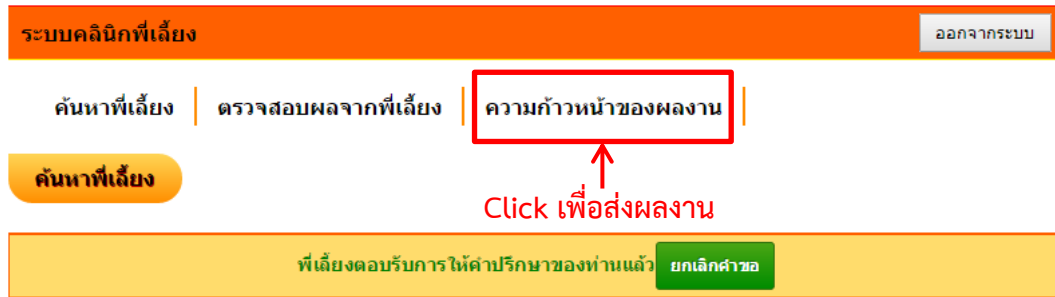 ระบบคลินิกพี่เลี้ยง ออกจากระบบ
ค้นหาพี่เลี้ยง ตรวจสอบผลจากพี่เลี้ยง ความก้าวหน้าของผลงาน
ค้นหาพี่เลี้ยง
Click เพื่อส่งผลงาน
พี่เลี้ยงตอบรับการให้คำปรึกษาของท่านแล้ว ยกเลิกคำขอ